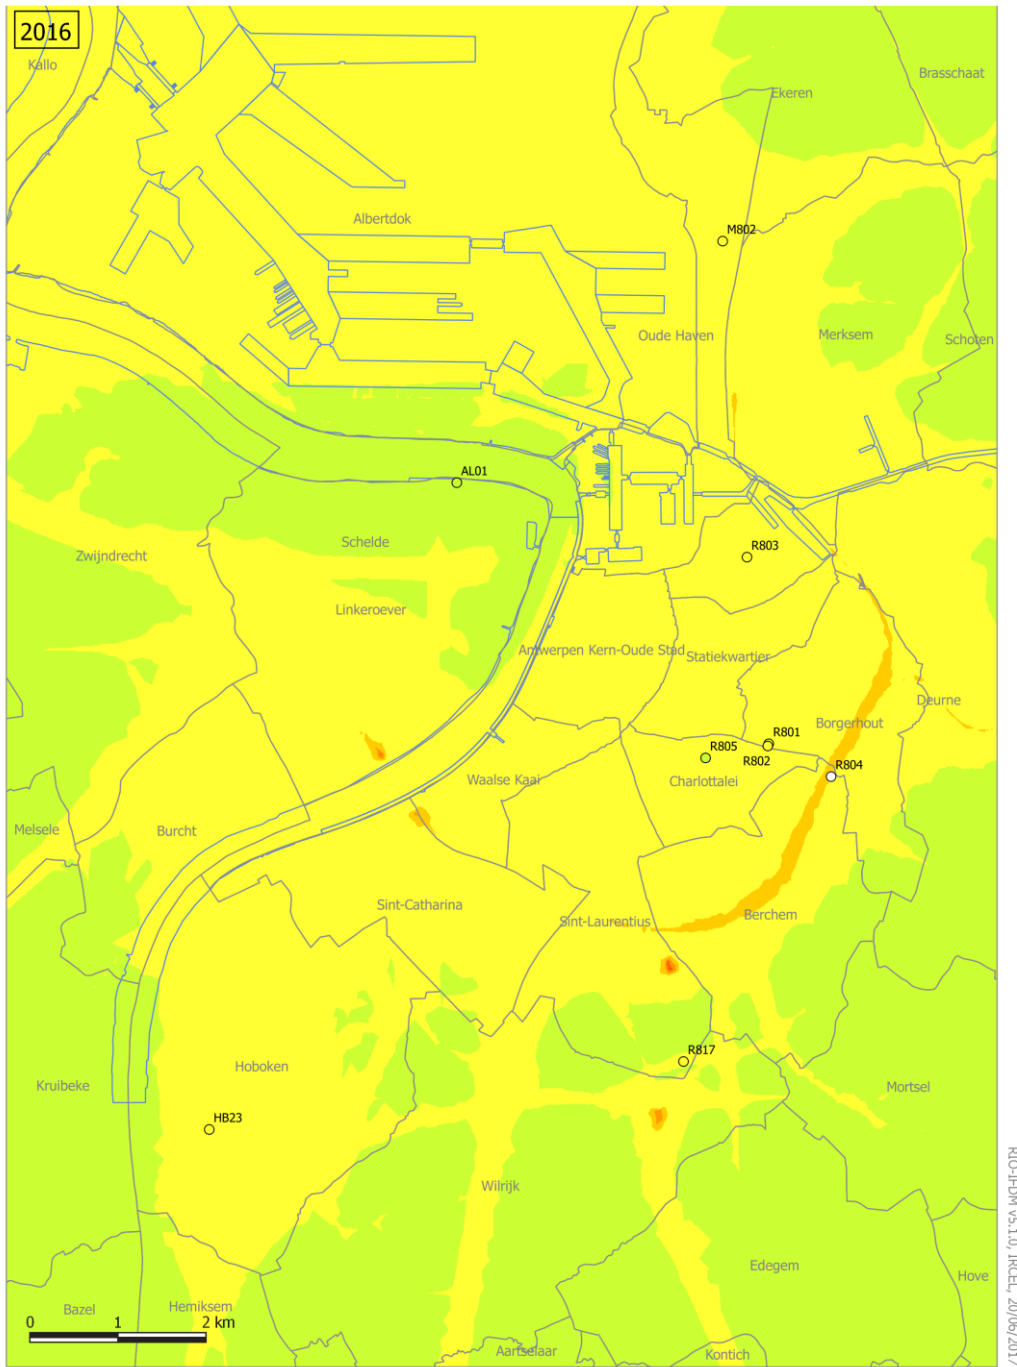 2016
Kallo
Brasschaat
Ekeren
Albertdok
M802
Oude Haven
Merksem
Schoten
AL01
Schelde
Zwijndrecht
R803
Linkeroever
Antwerpen Kern-Oude Stad
Statiekwartier
Deurne
Borgerhout
R801
R805
R802
R804
Waalse Kaai
Charlottalei
Melsele
Burcht
Sint-Catharina
Sint-Laurentius
Berchem
R817
Hoboken
Kruibeke
Mortsel
HB23
Wilrijk
Edegem
Hove
Bazel
Hemiksem
0 1 2 km
Aartselaar
Kontich
RIO-IFDM v5.1.0, IRCEL, 20/06/2017